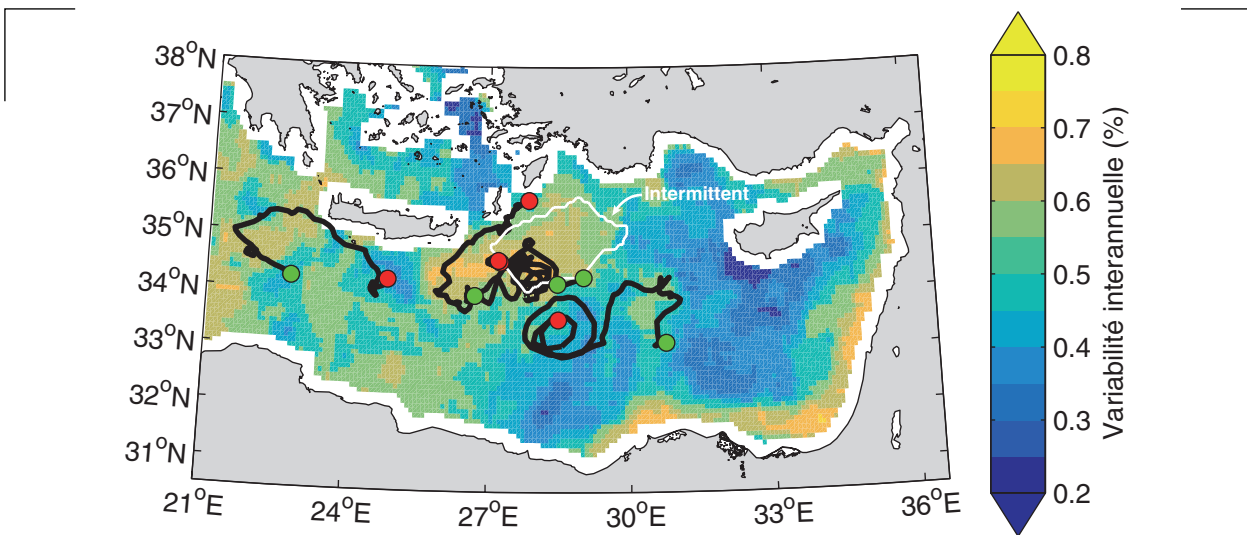 38°N
37°N
36°N
35°N
34°N
33°N
32°N
31°N
21°E
24°E
27°E
30°E
33°E
36°E
Intermittent
0.8
0.7
0.6
0.5
0.4
0.3
0.2
Variabilité interannuelle (%)